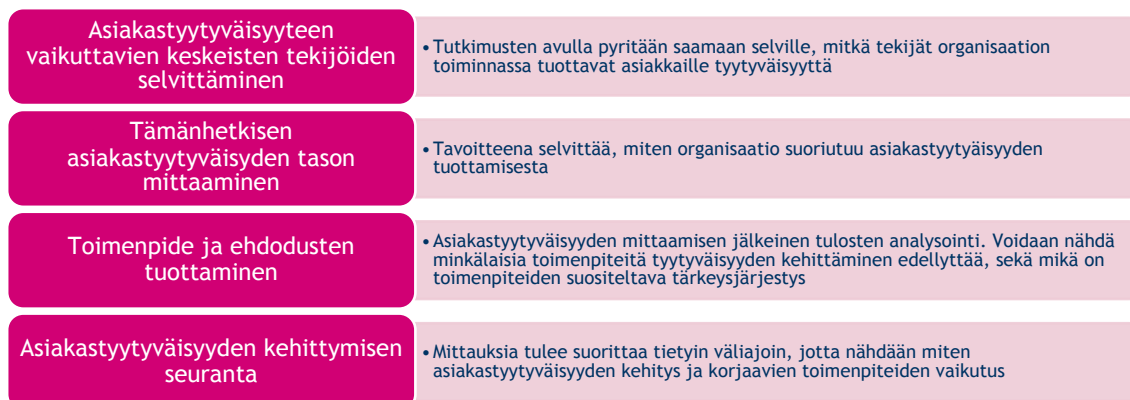 Asiakastyytyväisyyteen
vaikuttavien keskeisten tekijöiden
selvittäminen
• Tutkimusten avulla pyritään saamaan selville, mitkä tekijät organisaation
toiminnassa tuottavat asiakkaille tyytyväisyyttä
Tämänhetkisen
asiakastyytyväisyden tason
mittaaminen
• Tavoitteena selvittää, miten organisaatio suoriutuu asiakastyytyäisyyden
tuottamisesta
Toimenpide ja ehdodusten
tuottaminen
• Asiakastyytyväisyyden mittaamisen jälkeinen tulosten analysointi. Voidaan nähdä
minkälaisia toimenpiteitä tyytyväisyyden kehittäminen edellyttää, sekä mikä on
toimenpiteiden suositeltava tärkeysjärjestys
Asiakastyytyväisyyden kehittymisen
seuranta
• Mittauksia tulee suorittaa tietyin väliajoin, jotta nähdään miten
asiakastyytyväisyyden kehitys ja korjaavien toimenpiteiden vaikutus